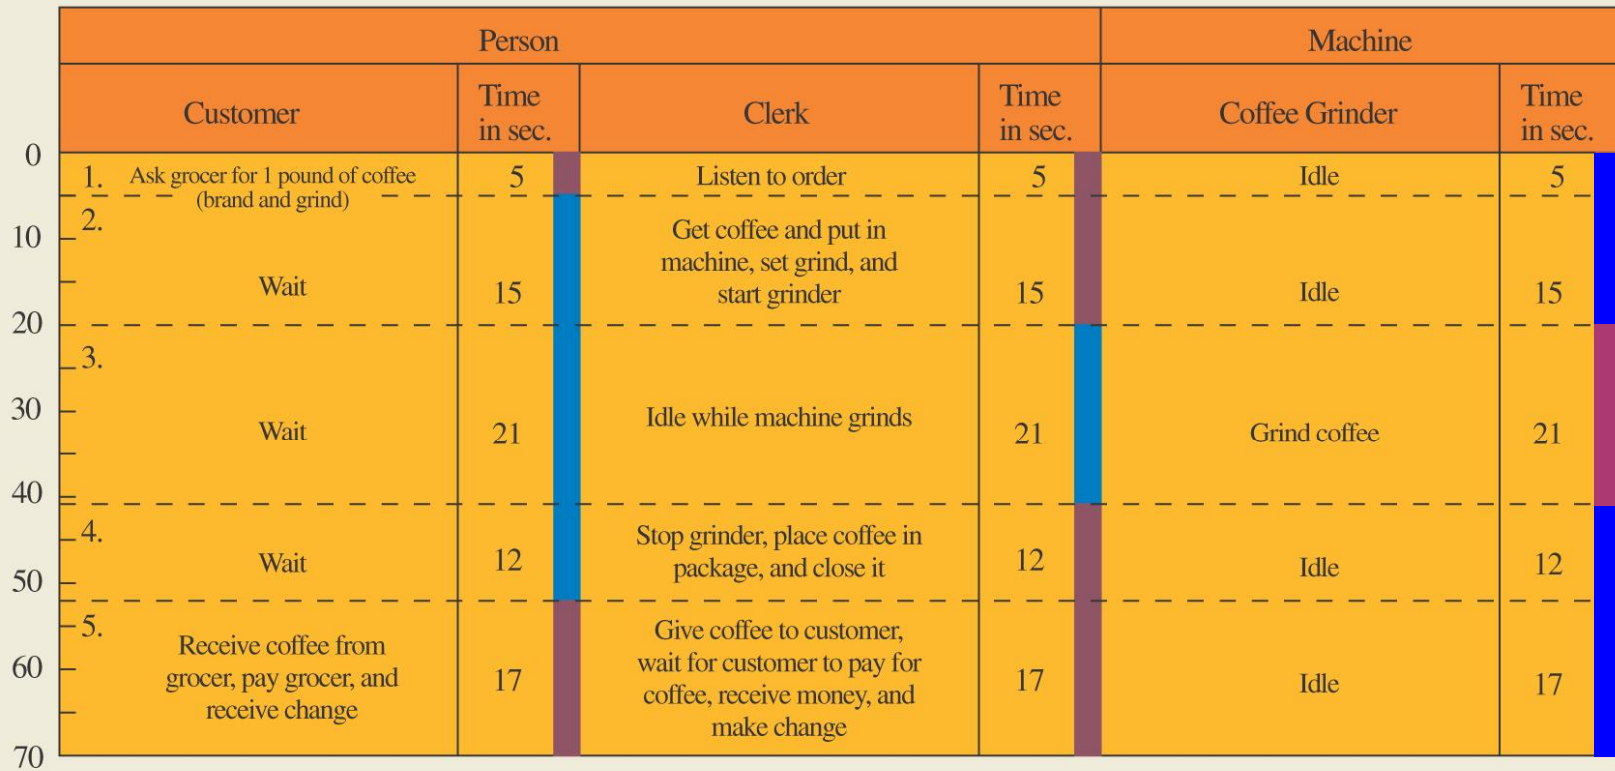 Person
Machine
Customer
Time
in sec.
Clerk
Time
in sec.
Coffee Grinder
Time
in sec.
0
1.
Ask grocer for 1 pound of coffee
(brand and grind)
5
Listen to order
5
Idle
5
10
2.
Wait
15
Get coffee and put in
machine, set grind, and
start grinder
15
Idle
15
20
3.
30
Wait
21
Idle while machine grinds
21
Grind coffee
21
40
4.
Wait
12
Stop grinder, place coffee in
package, and close it
12
Idle
12
50
5.
60
Receive coffee from
grocer, pay grocer, and
receive change
17
Give coffee to customer,
wait for customer to pay for
coffee, receive money, and
make change
17
Idle
17
70